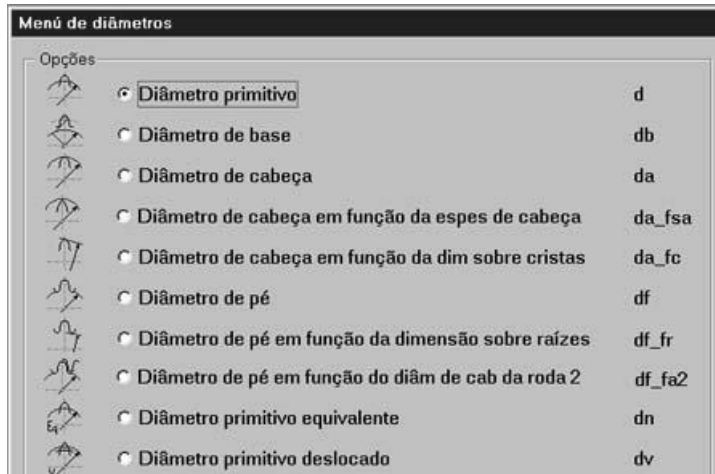 Menú de diâmetros
Opções
Diâmetro primitivo d
Diâmetro de base db
Diâmetro de cabeça da
Diâmetro de cabeça em função da espes de cabeça da_fsa
Diâmetro de cabeça em função da dim sobre cristas da_fc
Diâmetro de pé df
Diâmetro de pé em função da dimensão sobre raízes df_fr
Diâmetro de pé em função do diâm de cab da roda 2 df_fa2
Eq Diâmetro primitivo equivalente dn
v Diâmetro primitivo deslocado dv